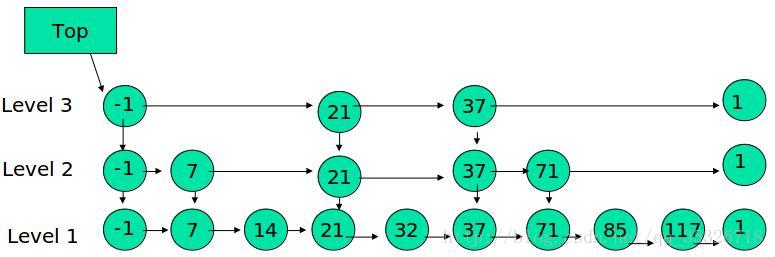 Top
Level 3 -1 21 37 1
Level 2 -1 7 21 37 71 1
Level 1 -1 7 14 21 32 37 71 85 117 1